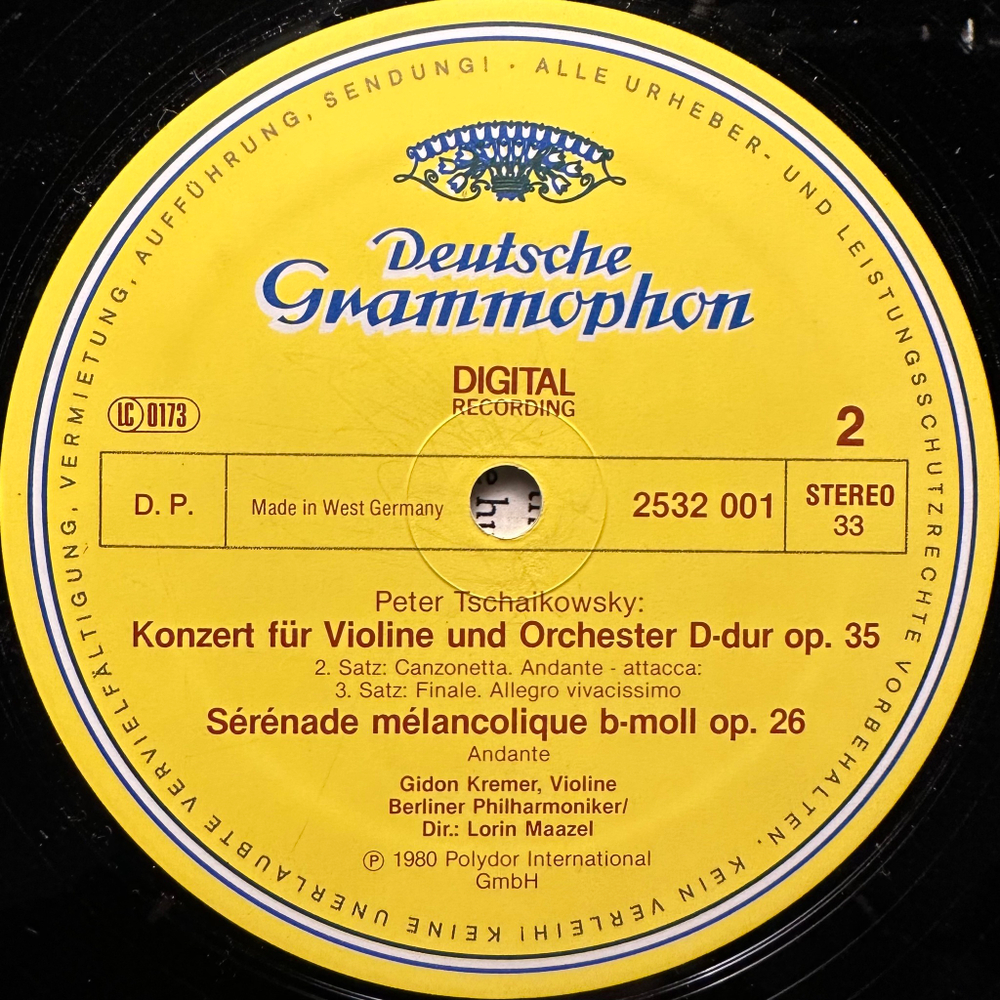 ALLE URHEBER- UND LEISTUNGSSCHUTZRECHTE VORBEHALTEN. KEIN VERLEIH! KEINE UNERLAUBTE VERVIELFÄLTIGUNG, VERMIETUNG, AUFFÜHRUNG, SENDUNG! ·
Deutsche
Grammophon
DIGITAL
RECORDING
LC 0173
2
D. P.
Made in West Germany
2532 001
STEREO
33
Peter Tschaikowsky:
Konzert für Violine und Orchester D-dur op. 35
2. Satz: Canzonetta. Andante - attacca:
3. Satz: Finale. Allegro vivacissimo
Sérénade mélancolique b-moll op. 26
Andante
Gidon Kremer, Violine
Berliner Philharmoniker/
Dir.: Lorin Maazel
Ⓟ 1980 Polydor International
GmbH